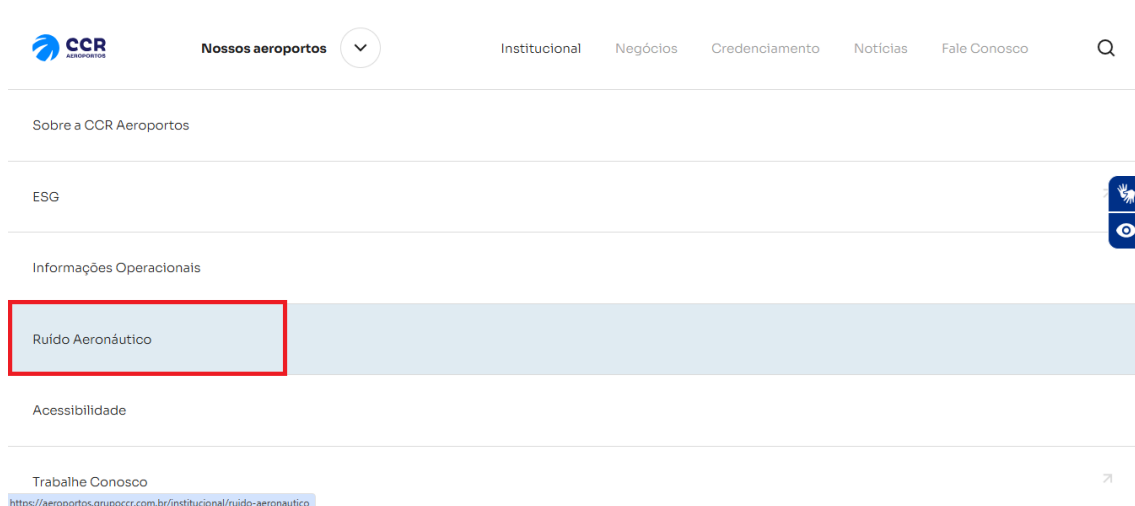 CCR
AEROPORTOS
Nossos aeroportos
Institucional
Negócios
Credenciamento
Notícias
Fale Conosco
Sobre a CCR Aeroportos
ESG
Informações Operacionais
Ruído Aeronáutico
Acessibilidade
Trabalhe Conosco
https://aeroportos.grupoccr.com.br/institucional/ruido-aeronautico